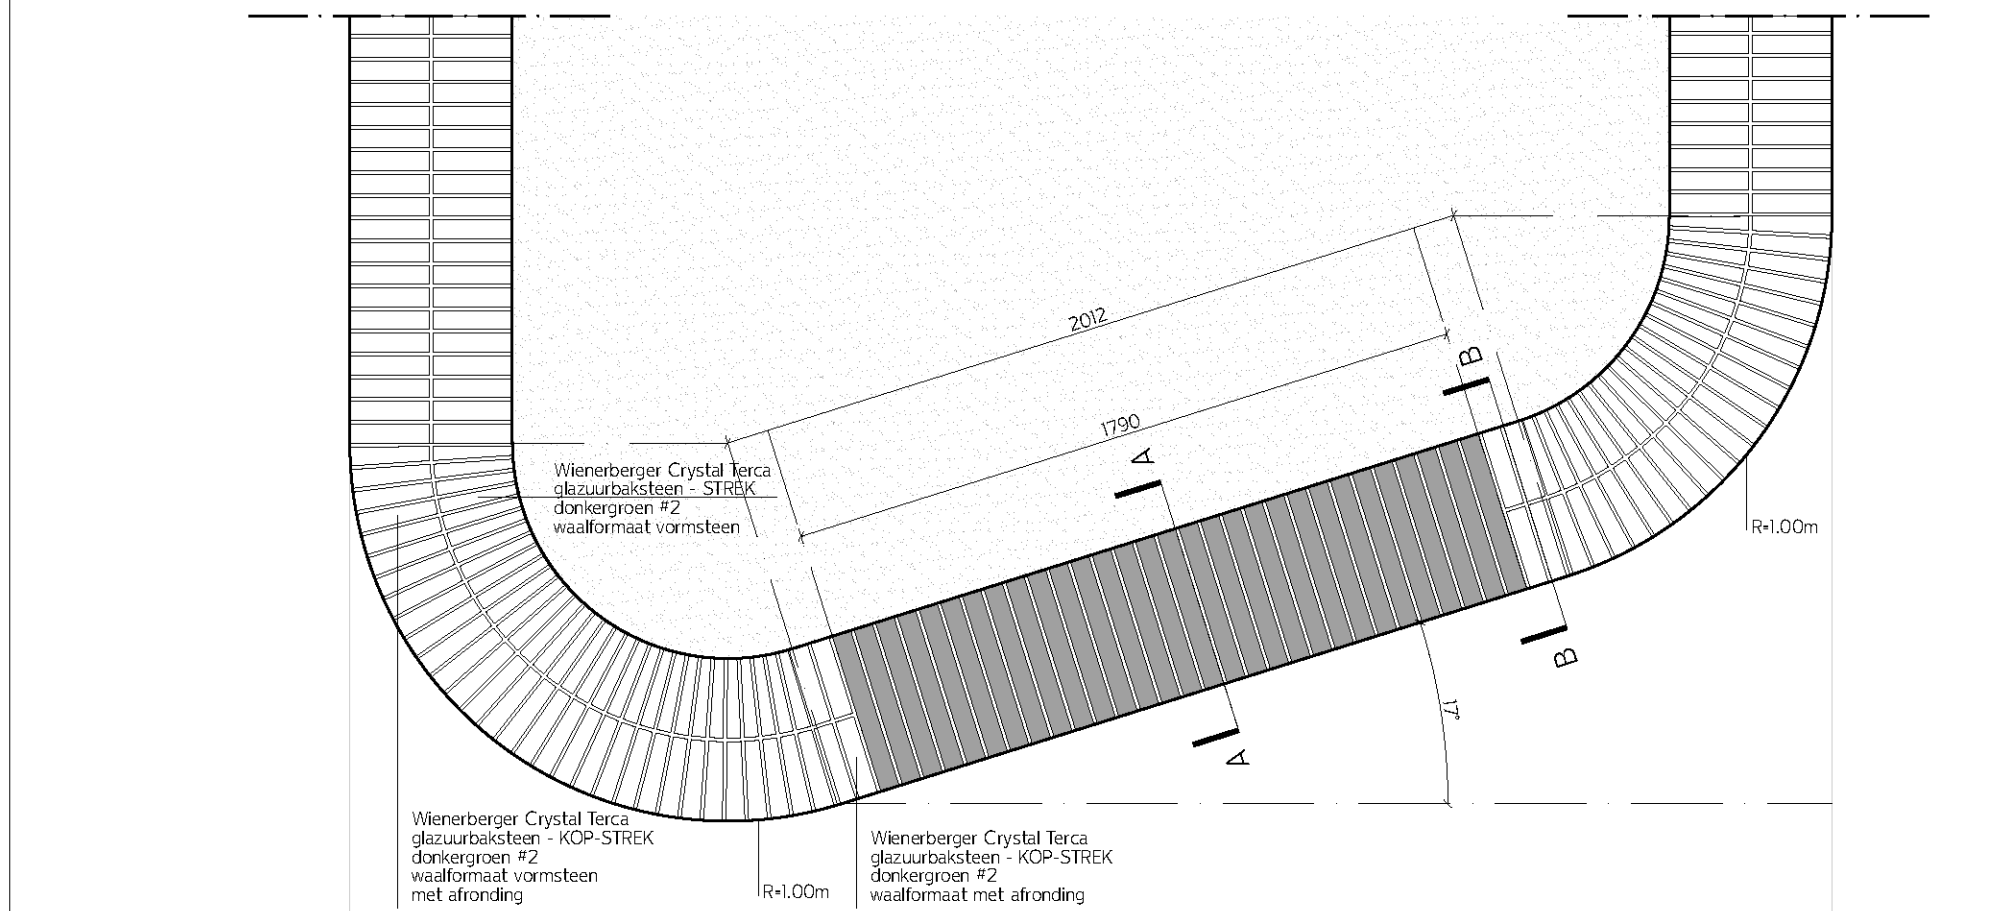 2012
B
1790
A
Wienerberger Crystal Terca
glazuurbaksteen - STREK
donkergroen #2
waalformaat vormsteen
R=1.00m
B
17°
A
Wienerberger Crystal Terca
glazuurbaksteen - KOP-STREK
donkergroen #2
waalformaat vormsteen
met afronding
R=1.00m
Wienerberger Crystal Terca
glazuurbaksteen - KOP-STREK
donkergroen #2
waalformaat met afronding